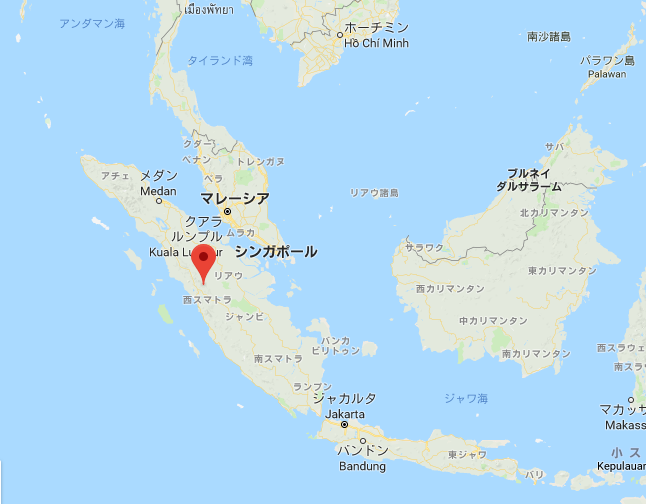 เมืองพัทยา
アンダマン海
ホーチミン
Hồ Chí Minh
南沙諸島
タイランド湾
パラワン島
Palawan
クダー
ペナン
トレンガヌ
サバ
アチェ
メダン
Medan
ペラ
ブルネイ
ダルサラーム
マレーシア
リアウ諸島
北カリマンタン
クアラ
ルンプル
Kuala Lu
ur
ムラカ
シンガポール
サラワク
リアウ
東カリマンタン
西カリマンタン
西スマトラ
ジャンビ
中カリマンタン
バンカ
ビリトゥン
西スラウェ
南カリマンタン
南スマトラ
南スラ
ランプン
ジャカルタ
Jakarta
ジャワ海
マカッサ
Makass
バンドン
Bandung
東ジャワ
小 ス
Kepulauan
バリ